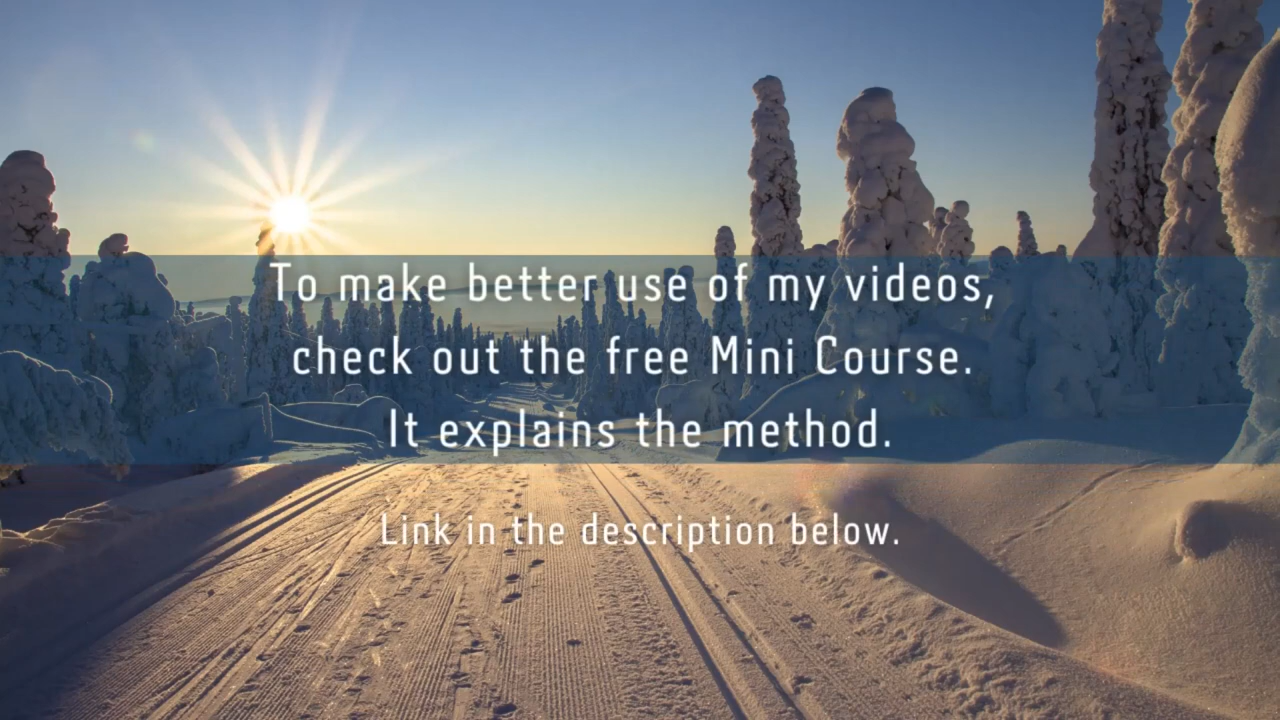 To make better use of my videos,
check out the free Mini Course.
It explains the method.
Link in the description below.